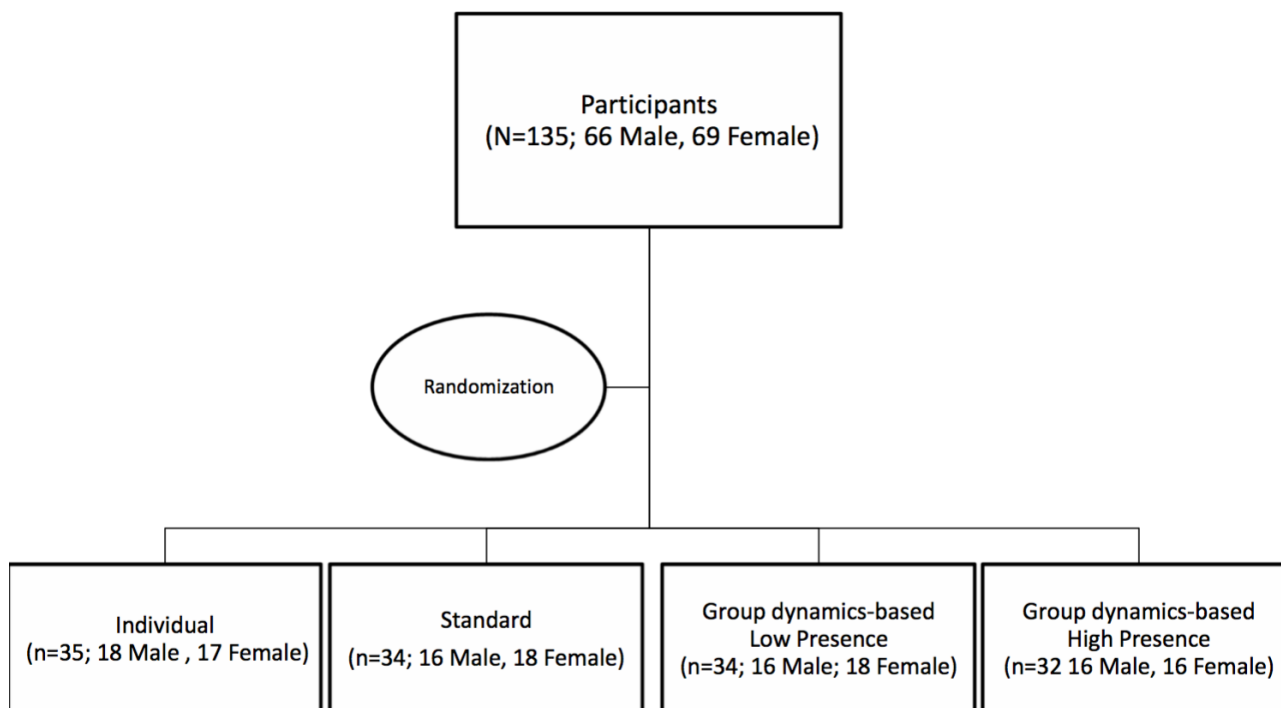 Participants
(N=135; 66 Male, 69 Female)
Randomization
Individual
(n=35; 18 Male , 17 Female)
Standard
(n=34; 16 Male, 18 Female)
Group dynamics-based
Low Presence
(n=34; 16 Male; 18 Female)
Group dynamics-based
High Presence
(n=32 16 Male, 16 Female)